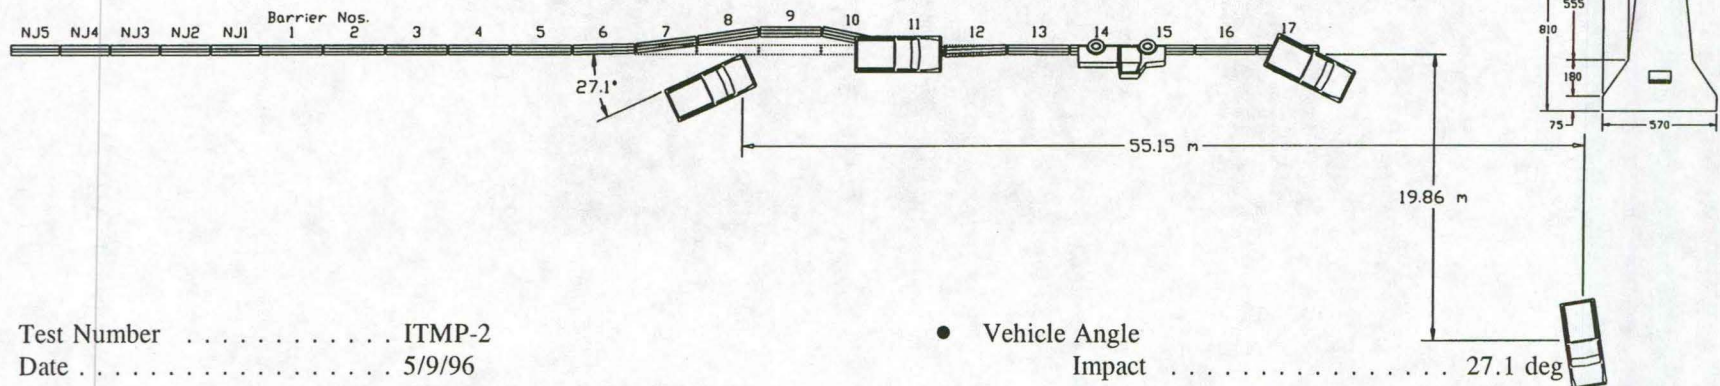 Barrier Nos.
NJ5 NJ4 NJ3 NJ2 NJ1 1 2 3 4 5 6 7 8 9 10 11 12 13 14 15 16 17
27.1°
55.15 m
19.86 m
555
810
180
75
570
Test Number . . . . . . . . . . . . ITMP-2
Date . . . . . . . . . . . . . . . . . . 5/9/96
● Vehicle Angle
Impact . . . . . . . . . . . . . . . . . 27.1 deg